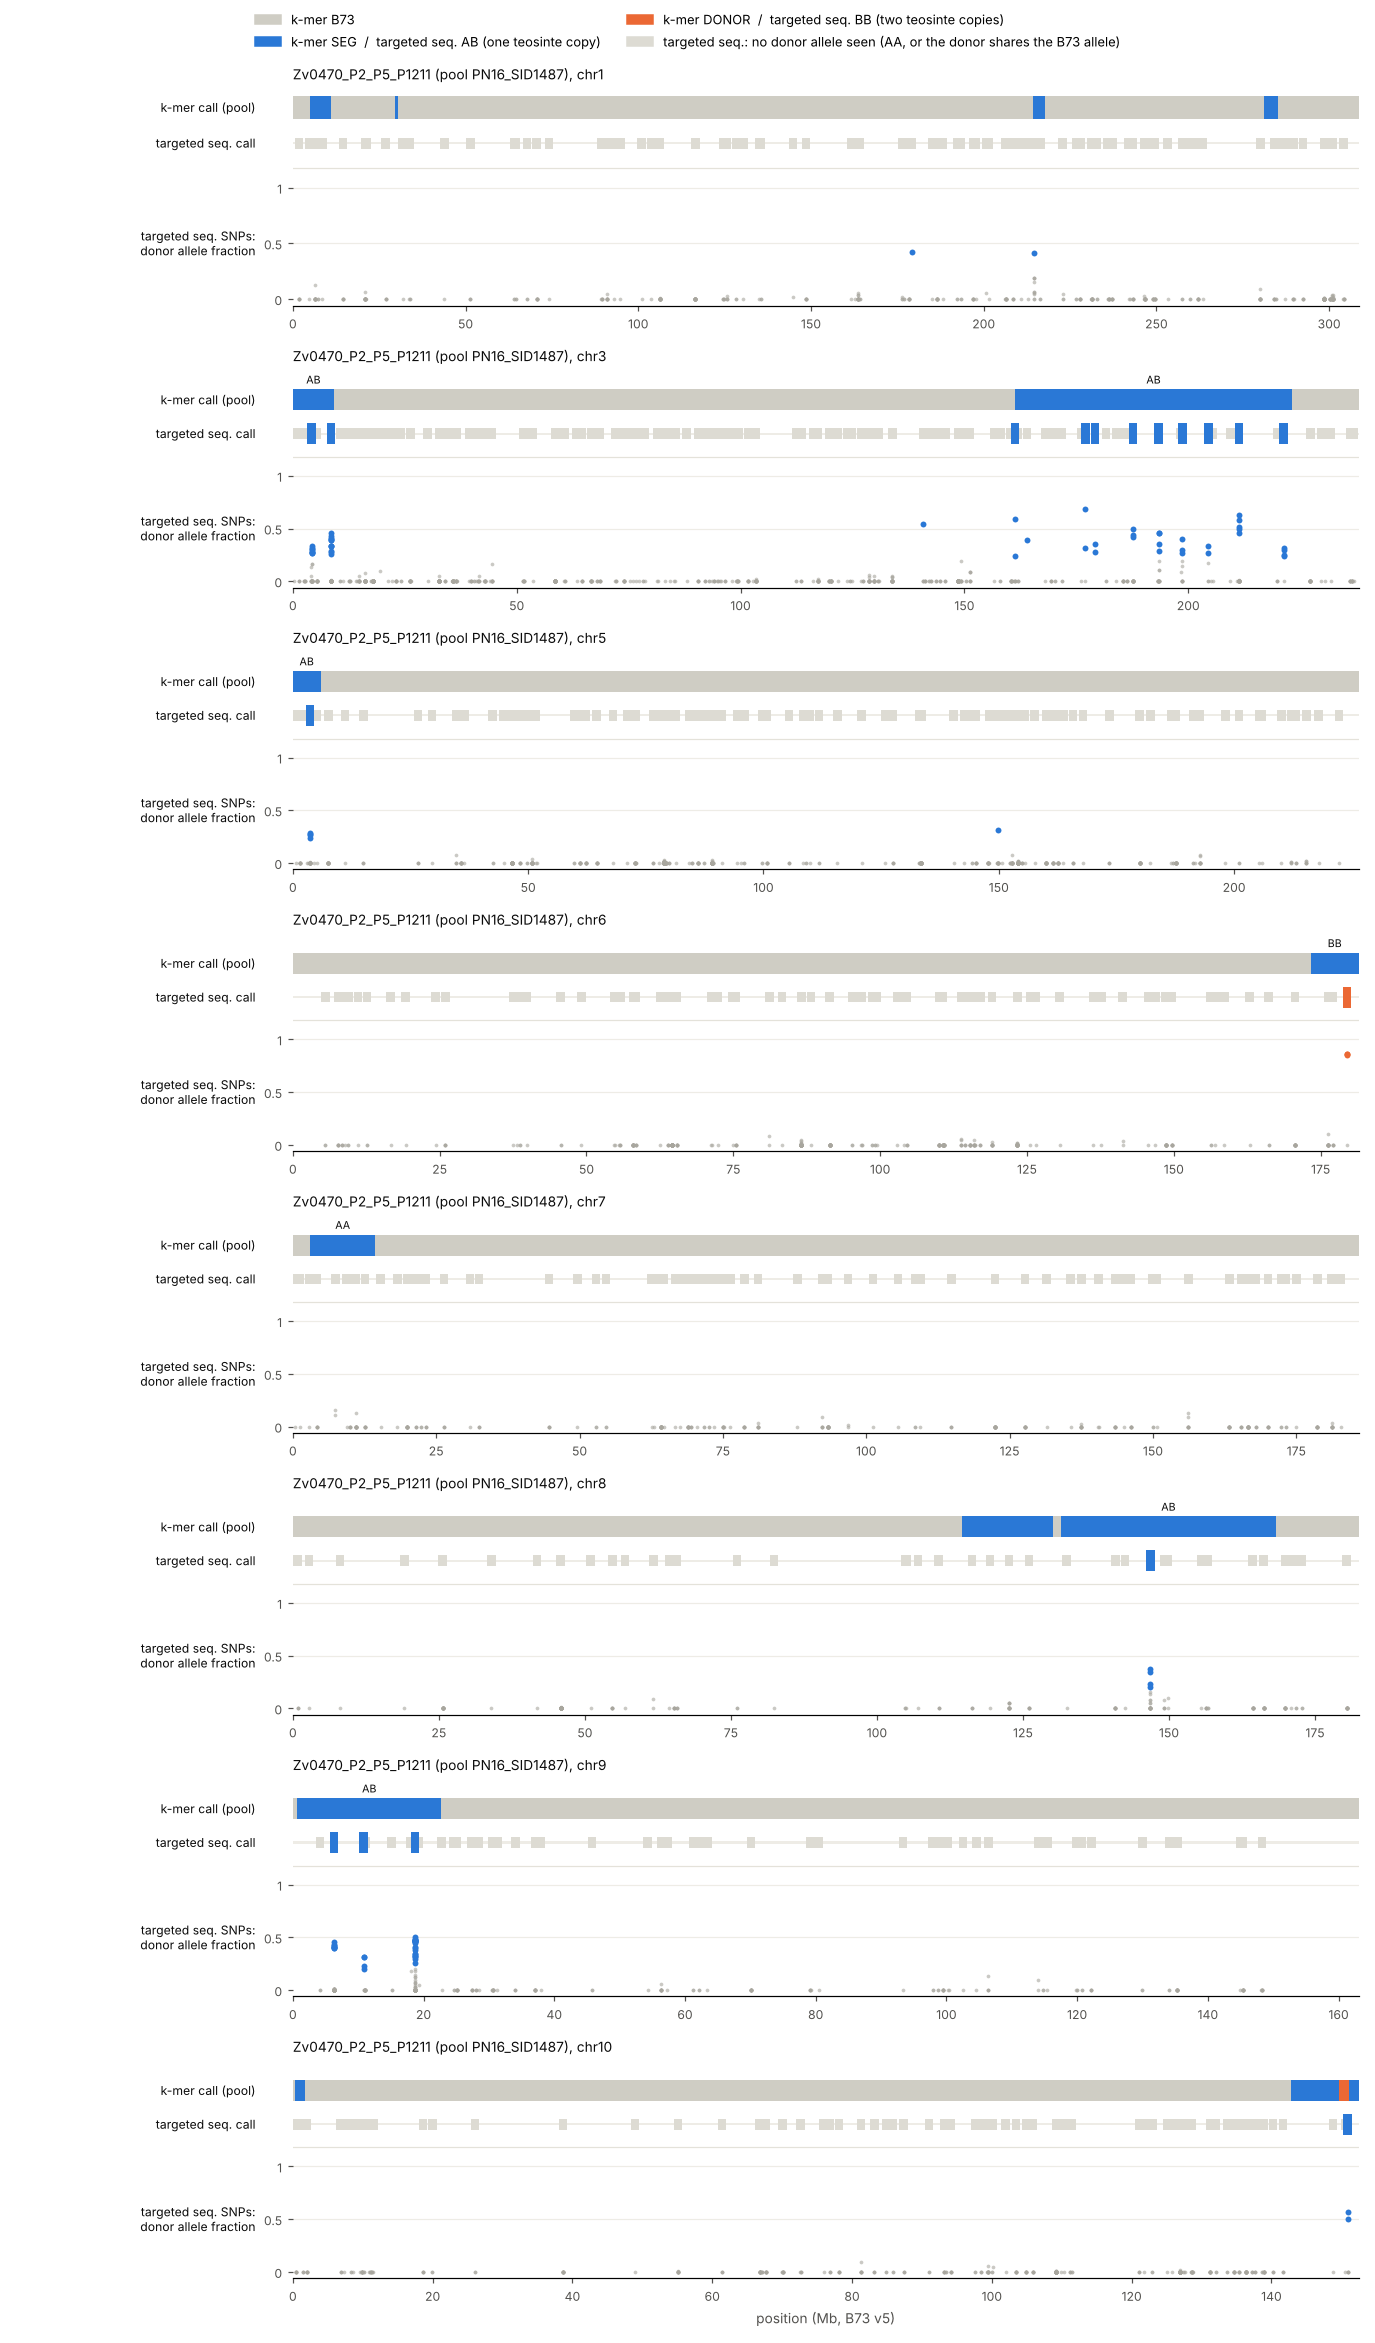 k-mer B73
k-mer DONOR / targeted seq. BB (two teosinte copies)
k-mer SEG / targeted seq. AB (one teosinte copy)
targeted seq.: no donor allele seen (AA, or the donor shares the B73 allele)
Zv0470_P2_P5_P1211 (pool PN16_SID1487), chr1
k-mer call (pool)
targeted seq. call
1
targeted seq. SNPs:
donor allele fraction
0.5
0
0 50 100 150 200 250 300
Zv0470_P2_P5_P1211 (pool PN16_SID1487), chr3
AB AB
k-mer call (pool)
targeted seq. call
1
targeted seq. SNPs:
donor allele fraction
0.5
0
0 50 100 150 200
Zv0470_P2_P5_P1211 (pool PN16_SID1487), chr5
AB
k-mer call (pool)
targeted seq. call
1
targeted seq. SNPs:
donor allele fraction
0.5
0
0 50 100 150 200
Zv0470_P2_P5_P1211 (pool PN16_SID1487), chr6
BB
k-mer call (pool)
targeted seq. call
1
targeted seq. SNPs:
donor allele fraction
0.5
0
0 25 50 75 100 125 150 175
Zv0470_P2_P5_P1211 (pool PN16_SID1487), chr7
AA
k-mer call (pool)
targeted seq. call
1
targeted seq. SNPs:
donor allele fraction
0.5
0
0 25 50 75 100 125 150 175
Zv0470_P2_P5_P1211 (pool PN16_SID1487), chr8
AB
k-mer call (pool)
targeted seq. call
1
targeted seq. SNPs:
donor allele fraction
0.5
0
0 25 50 75 100 125 150 175
Zv0470_P2_P5_P1211 (pool PN16_SID1487), chr9
AB
k-mer call (pool)
targeted seq. call
1
targeted seq. SNPs:
donor allele fraction
0.5
0
0 20 40 60 80 100 120 140 160
Zv0470_P2_P5_P1211 (pool PN16_SID1487), chr10
k-mer call (pool)
targeted seq. call
1
targeted seq. SNPs:
donor allele fraction
0.5
0
0 20 40 60 80 100 120 140
position (Mb, B73 v5)